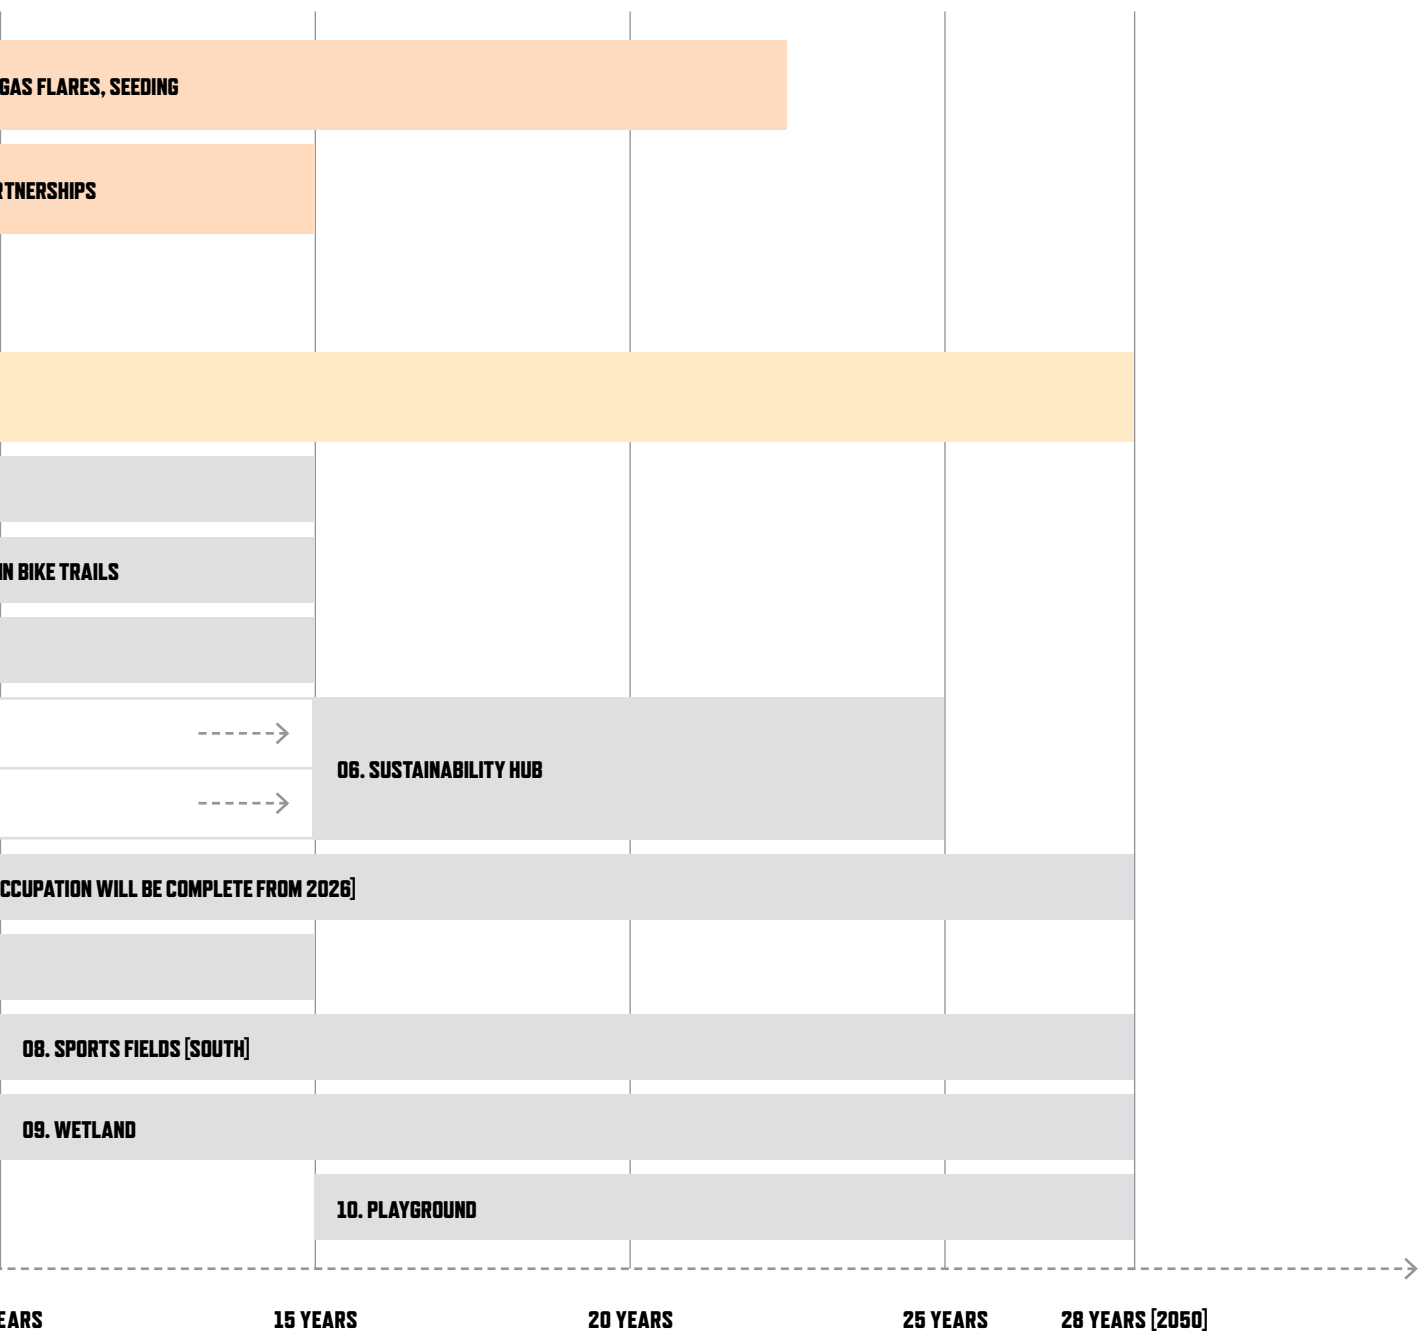 GAS FLARES, SEEDING
RTNERSHIPS
IN BIKE TRAILS
06. SUSTAINABILITY HUB
CCUPATION WILL BE COMPLETE FROM 2026]
08. SPORTS FIELDS [SOUTH]
09. WETLAND
10. PLAYGROUND
EARS
15 YEARS
20 YEARS
25 YEARS
28 YEARS [2050]